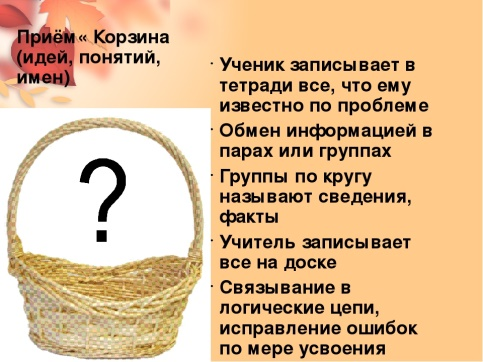 Приём« Корзина
(идей, понятий,
имен)
?
· Ученик записывает в
тетради все, что ему
известно по проблеме
· Обмен информацией в
парах или группах
· Группы по кругу
называют сведения,
факты
· Учитель записывает
все на доске
· Связывание в
логические цепи,
исправление ошибок
по мере усвоения